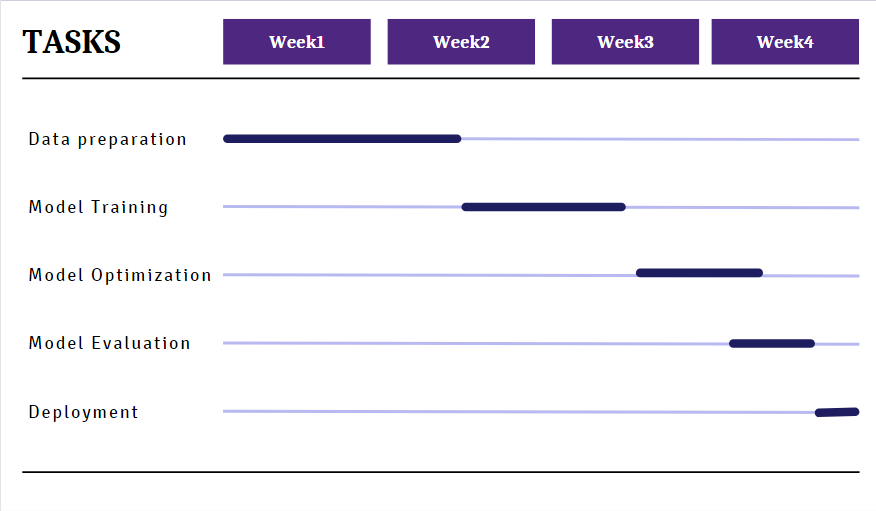 TASKS Week1 Week2 Week3 Week4
Data preparation
Model Training
Model Optimization
Model Evaluation
Deployment